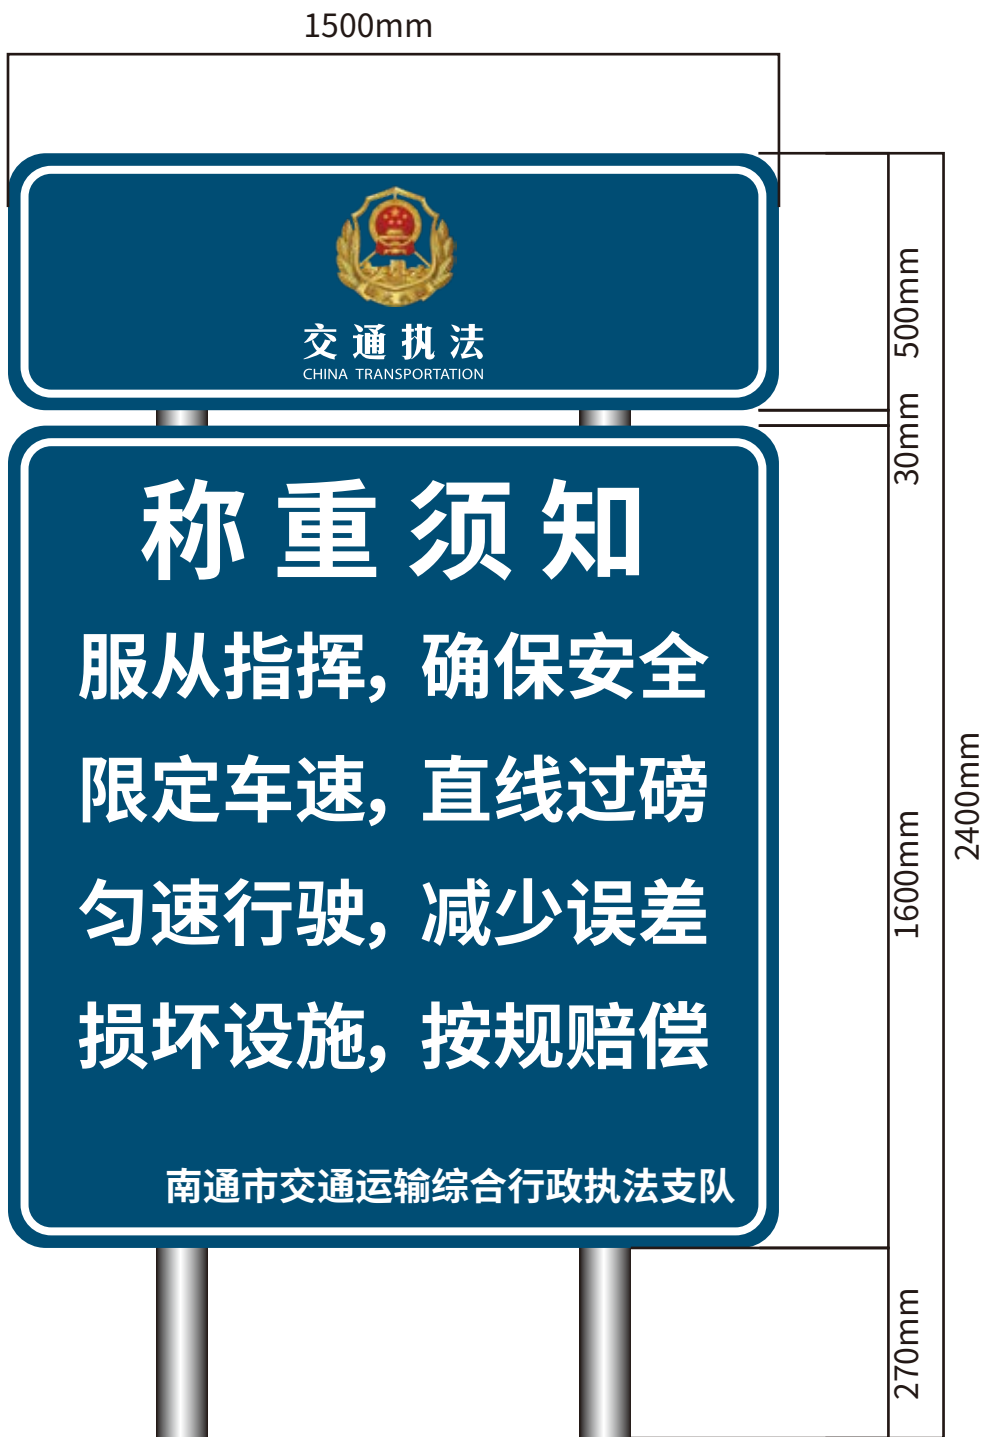 1500mm
交通执法
CHINA TRANSPORTATION
500mm
30mm
称重须知
服从指挥，确保安全
限定车速，直线过磅
匀速行驶，减少误差
损坏设施，按规赔偿
南通市交通运输综合行政执法支队
1600mm
2400mm
270mm